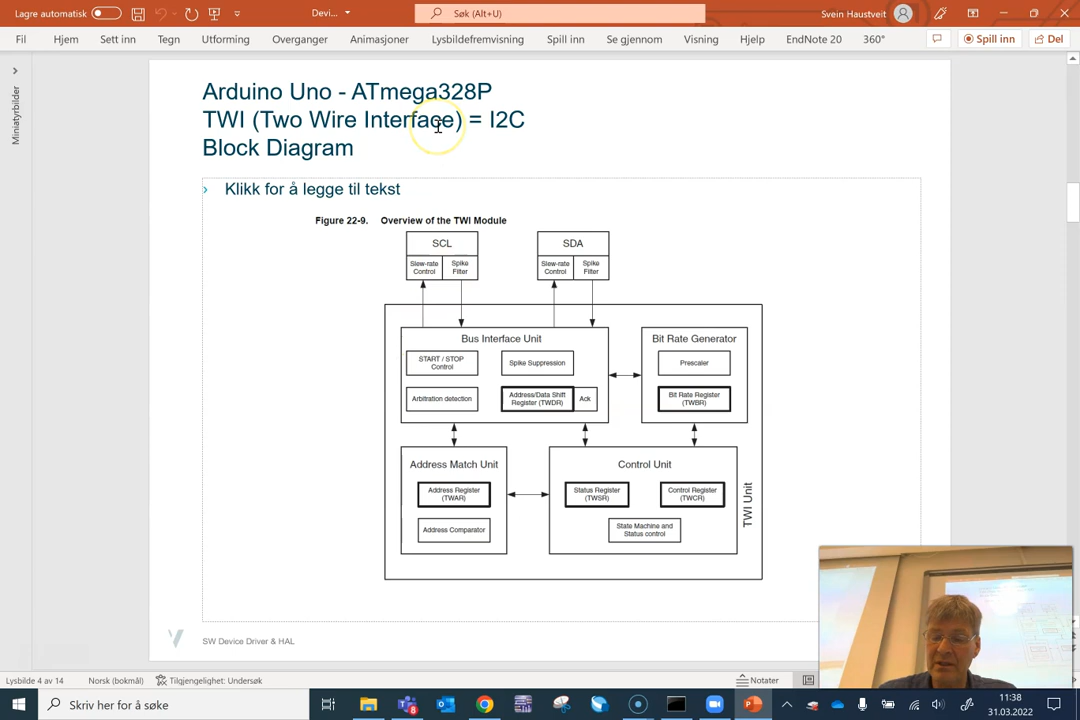 Lagre automatisk
Devi...
Søk (Alt+U)
Svein Haustveit
Fil
Hjem
Sett inn
Tegn
Utforming
Overganger
Animasjoner
Lysbildefremvisning
Spill inn
Se gjennom
Visning
Hjelp
EndNote 20
360°
Spill inn
Del
Miniatyrbilder
Arduino Uno - ATmega328P
TWI (Two Wire Interface) = I2C
Block Diagram
› Klikk for å legge til tekst
Figure 22-9. Overview of the TWI Module
SCL
Slew-rate
Control
Spike
Filter
SDA
Slew-rate
Control
Spike
Filter
Bus Interface Unit
START / STOP
Control
Spike Suppression
Arbitration detection
Address/Data Shift
Register (TWDR)
Ack
Bit Rate Generator
Prescaler
Bit Rate Register
(TWBR)
Address Match Unit
Address Register
(TWAR)
Address Comparator
Control Unit
Status Register
(TWSR)
Control Register
(TWCR)
State Machine and
Status control
TWI Unit
SW Device Driver & HAL
Lysbilde 4 av 14
Norsk (bokmål)
Tilgjengelighet: Undersøk
Notater
Skriv her for å søke
11:38
31.03.2022